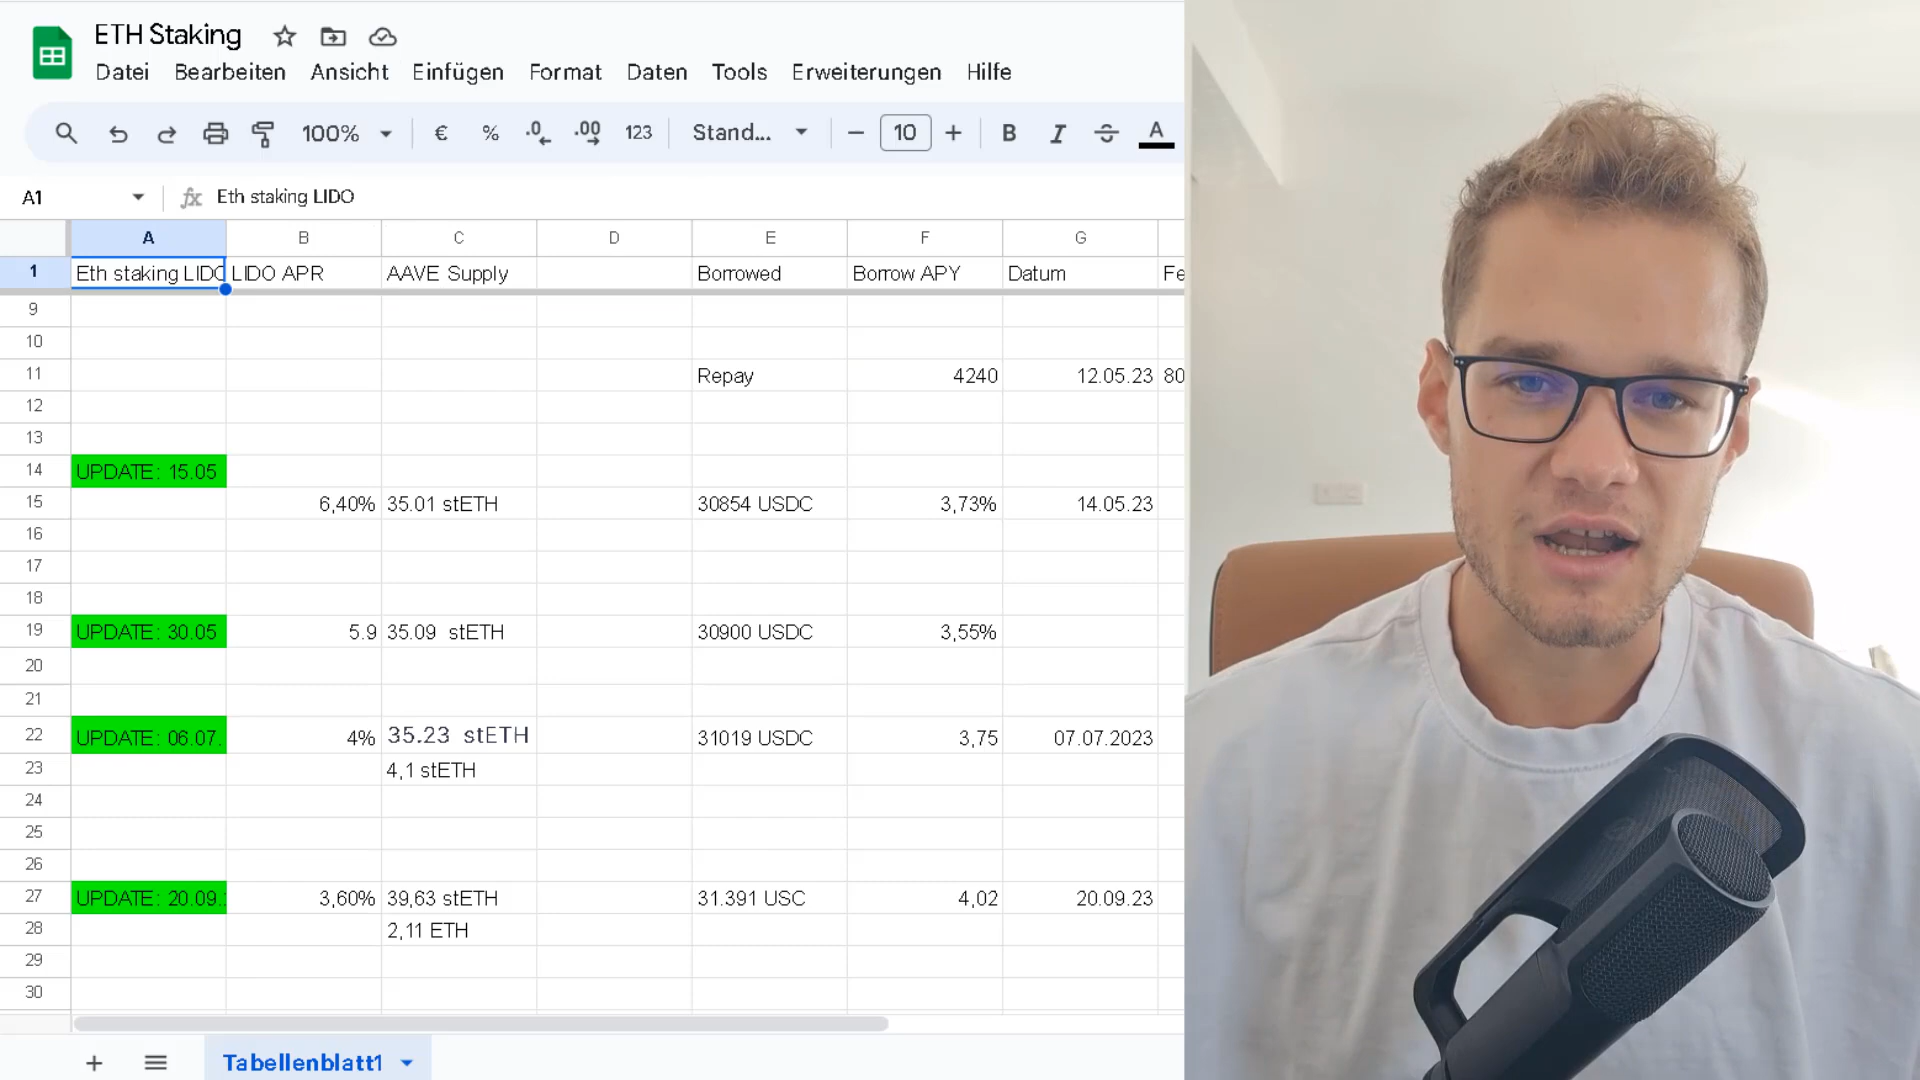 ETH Staking
Datei Bearbeiten Ansicht Einfügen Format Daten Tools Erweiterungen Hilfe
100% € % .0 .00 123 Stand... 10 B I S A
A1 fx Eth staking LIDO
A B C D E F G
1 Eth staking LIDO LIDO APR AAVE Supply Borrowed Borrow APY Datum Fe
9
10
11 Repay 4240 12.05.23 80
12
13
14 UPDATE: 15.05
15 6,40% 35.01 stETH 30854 USDC 3,73% 14.05.23
16
17
18
19 UPDATE: 30.05 5.9 35.09 stETH 30900 USDC 3,55%
20
21
22 UPDATE: 06.07. 4% 35.23 stETH 31019 USDC 3,75 07.07.2023
23 4,1 stETH
24
25
26
27 UPDATE: 20.09. 3,60% 39,63 stETH 31.391 USC 4,02 20.09.23
28 2,11 ETH
29
30
Tabellenblatt1